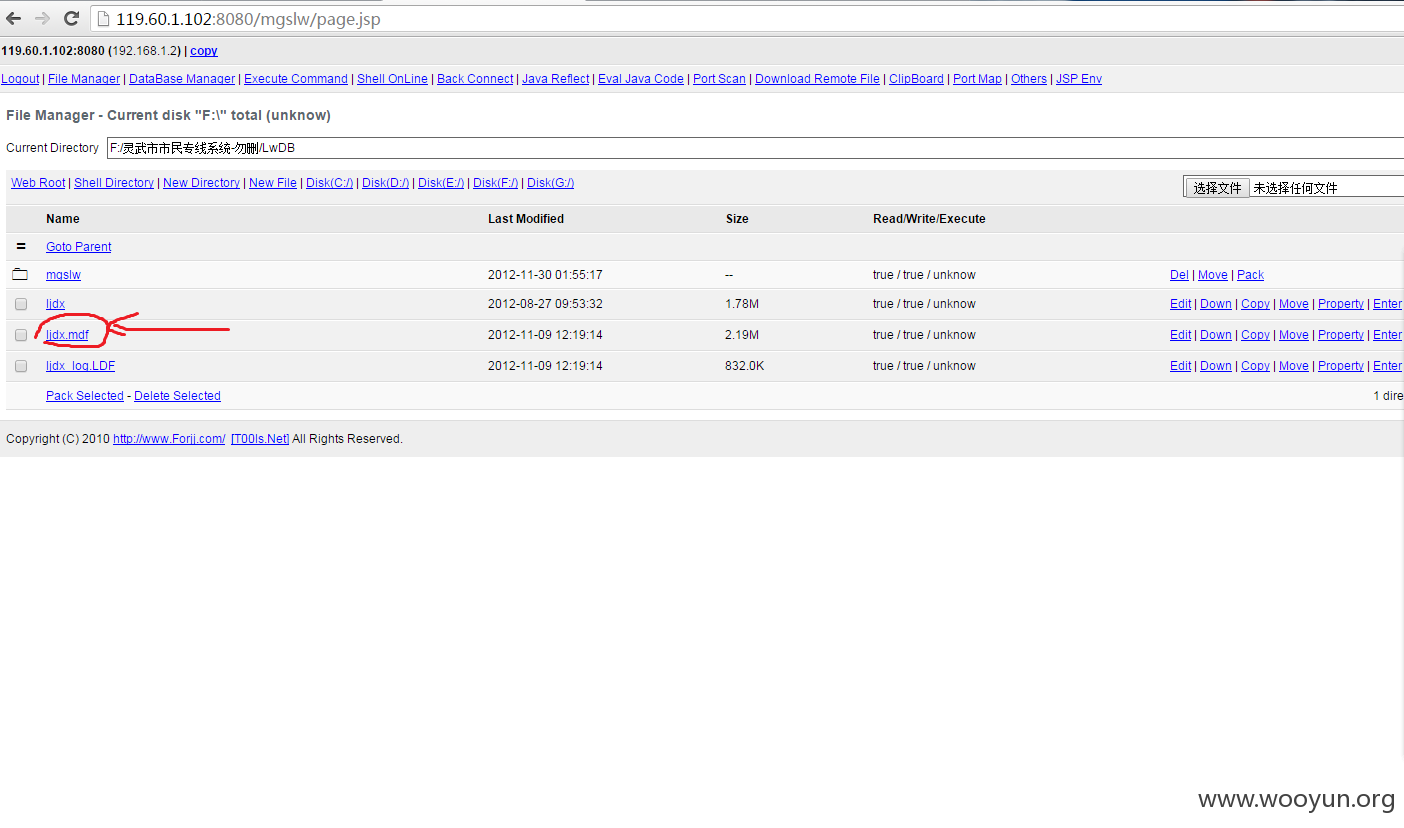 119.60.1.102:8080/mgslw/page.jsp
119.60.1.102:8080 (192.168.1.2) | copy
Logout | File Manager | DataBase Manager | Execute Command | Shell OnLine | Back Connect | Java Reflect | Eval Java Code | Port Scan | Download Remote File | ClipBoard | Port Map | Others | JSP Env
File Manager - Current disk "F:\" total (unknow)
Current Directory F:/灵武市市民专线系统-勿删/LwDB
Web Root | Shell Directory | New Directory | New File | Disk(C:/) | Disk(D:/) | Disk(E:/) | Disk(F:/) | Disk(G:/) 选择文件 未选择任何文件
Name Last Modified Size Read/Write/Execute
= Goto Parent
mgslw 2012-11-30 01:55:17 -- true / true / unknow Del | Move | Pack
ljdx 2012-08-27 09:53:32 1.78M true / true / unknow Edit | Down | Copy | Move | Property | Enter
ljdx.mdf 2012-11-09 12:19:14 2.19M true / true / unknow Edit | Down | Copy | Move | Property | Enter
ljdx_log.LDF 2012-11-09 12:19:14 832.0K true / true / unknow Edit | Down | Copy | Move | Property | Enter
Pack Selected - Delete Selected 1 dire
Copyright (C) 2010 http://www.Forjj.com/ [T00ls.Net] All Rights Reserved.
www.wooyun.org